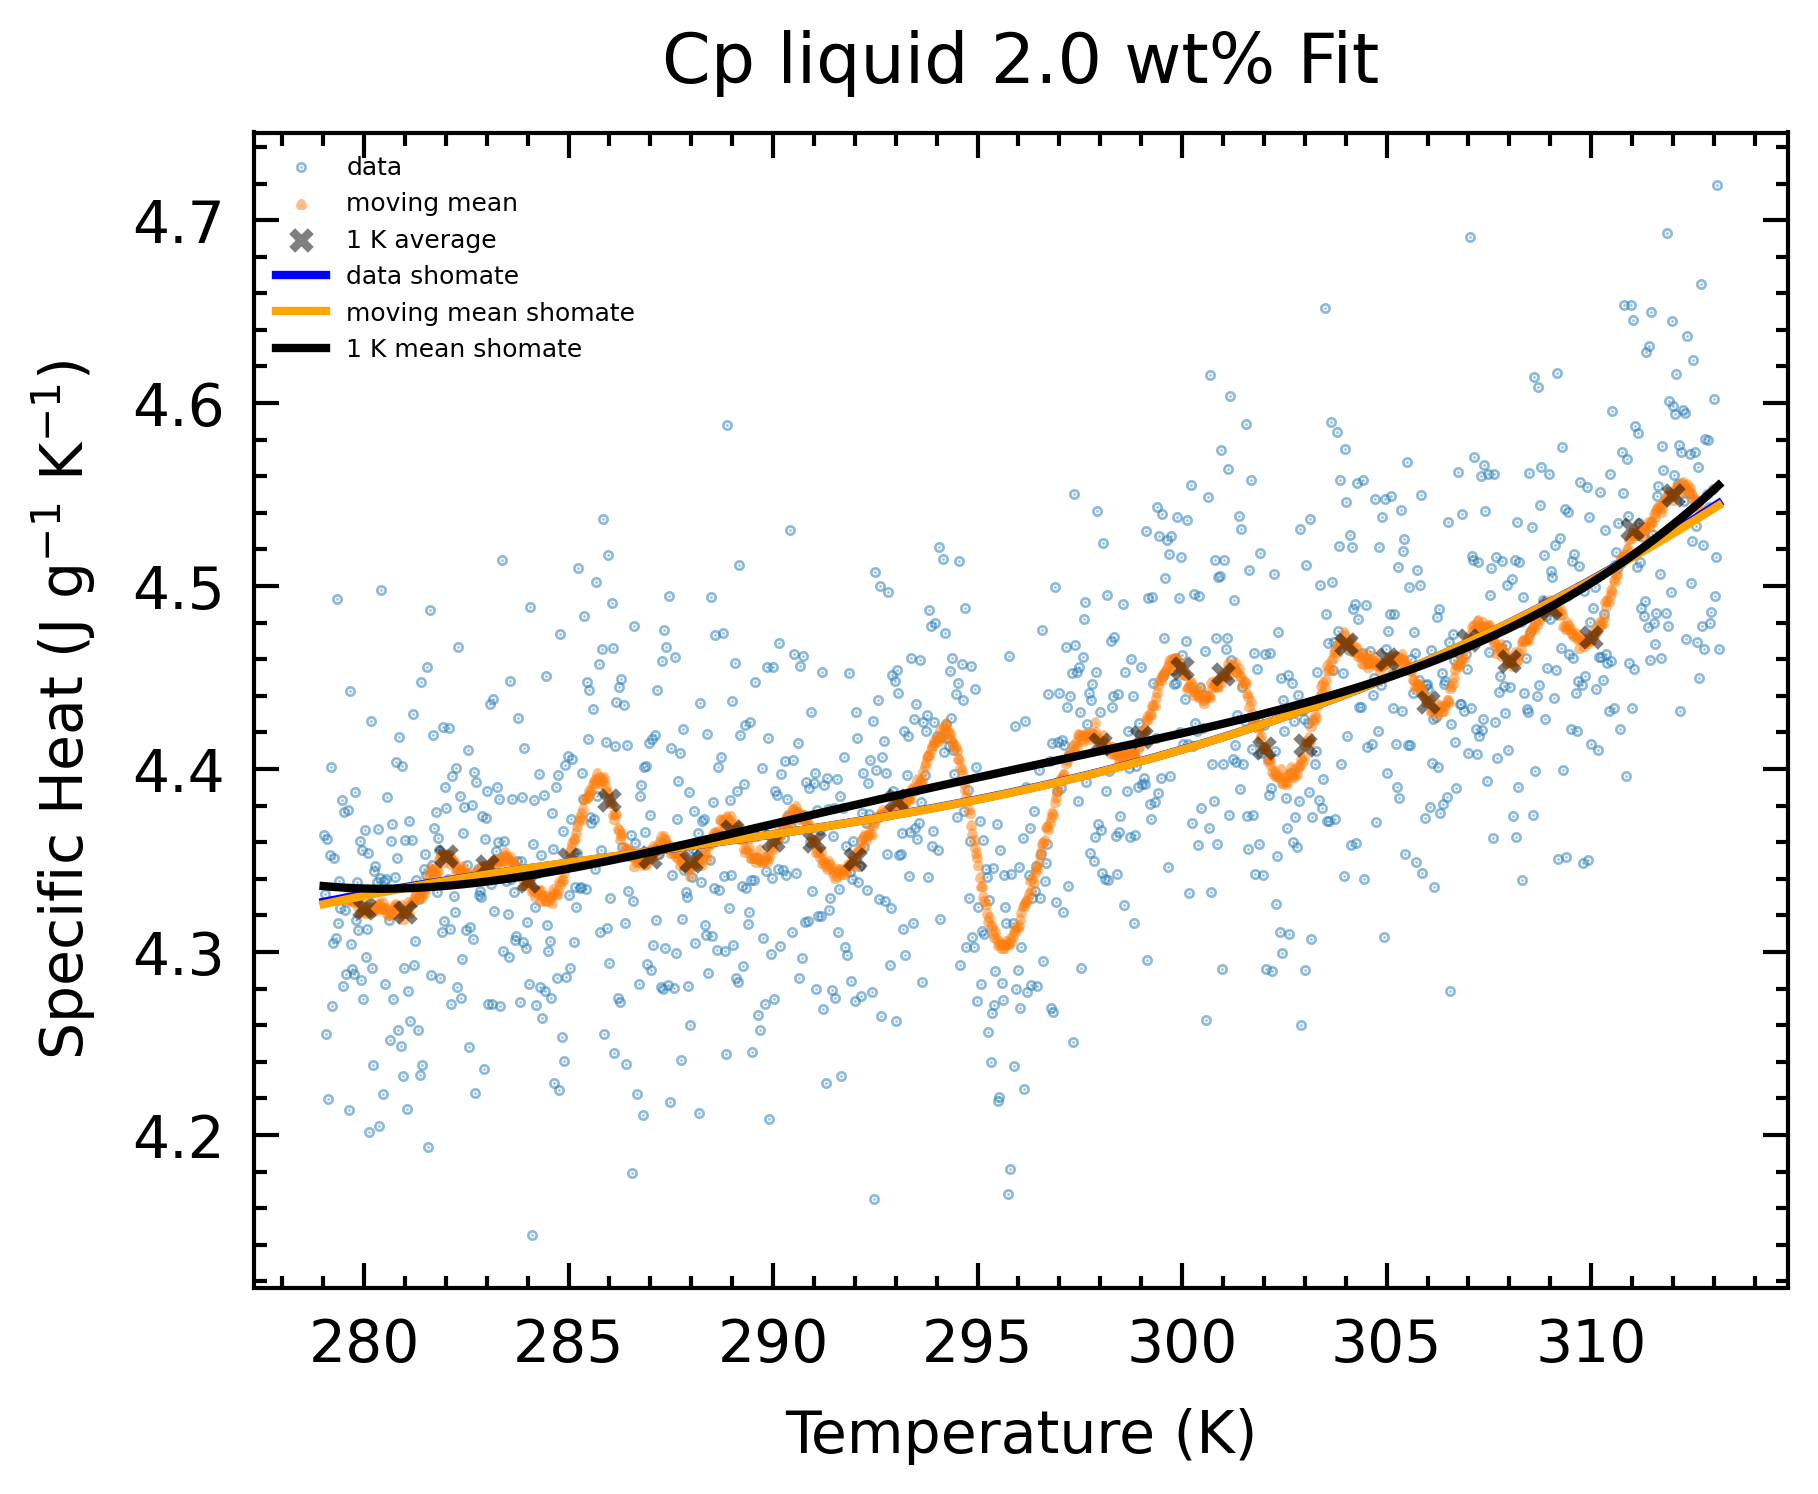 Cp liquid 2.0 wt% Fit
data
moving mean
1 K average
data shomate
moving mean shomate
1 K mean shomate
4.7
4.6
4.5
4.4
4.3
4.2
Specific Heat (J g⁻¹ K⁻¹)
280 285 290 295 300 305 310
Temperature (K)